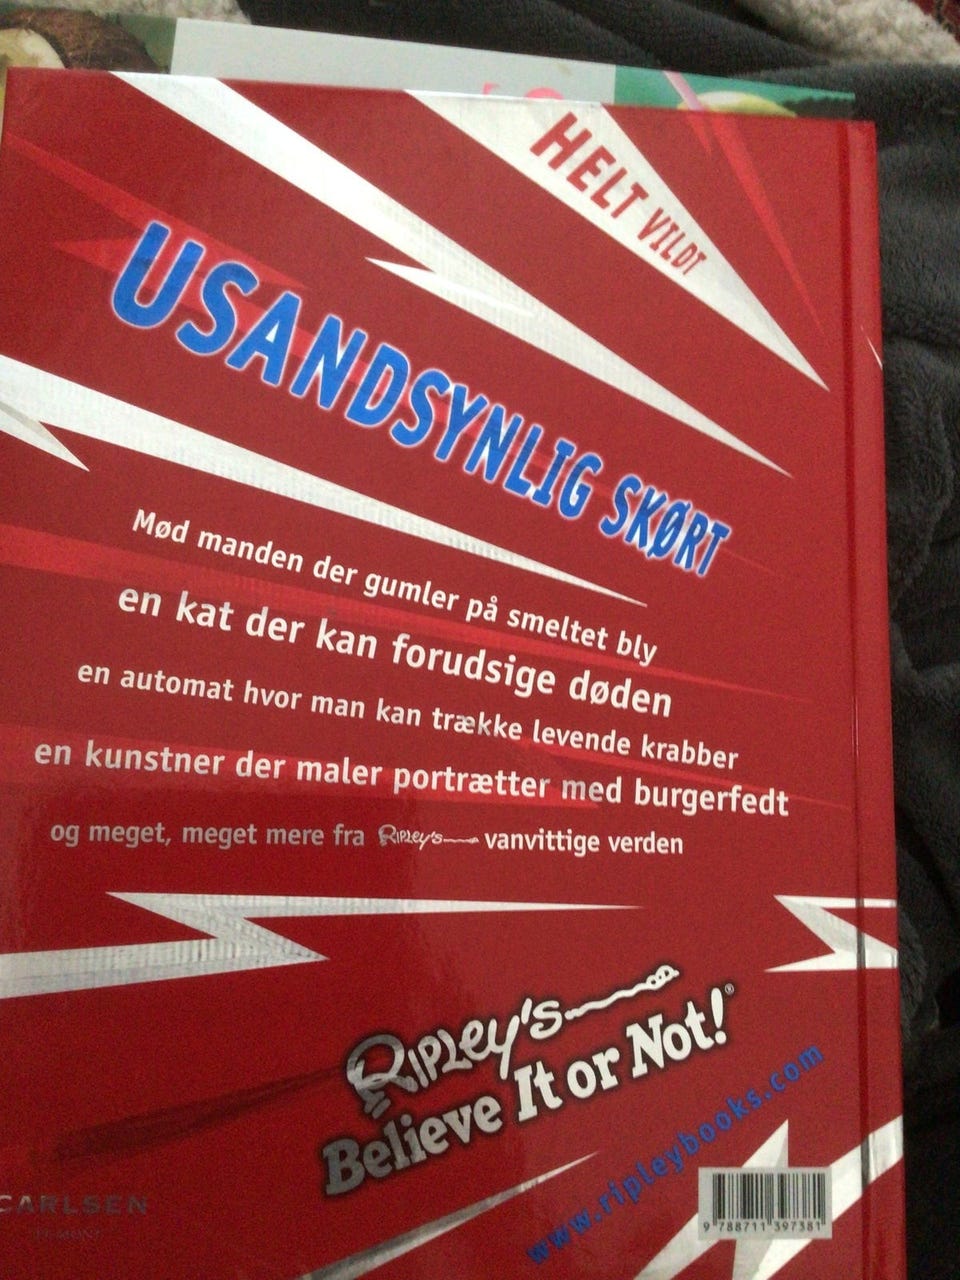 HELT VILDT
USANDSYNLIG SKØRT
Mød manden der gumler på smeltet bly
en kat der kan forudsige døden
en automat hvor man kan trække levende krabber
en kunstner der maler portrætter med burgerfedt
og meget, meget mere fra Ripley's vanvittige verden
Ripley's
Believe It or Not!®
www.ripleybooks.com
CARLSEN
EGMONT
9 788711 397381